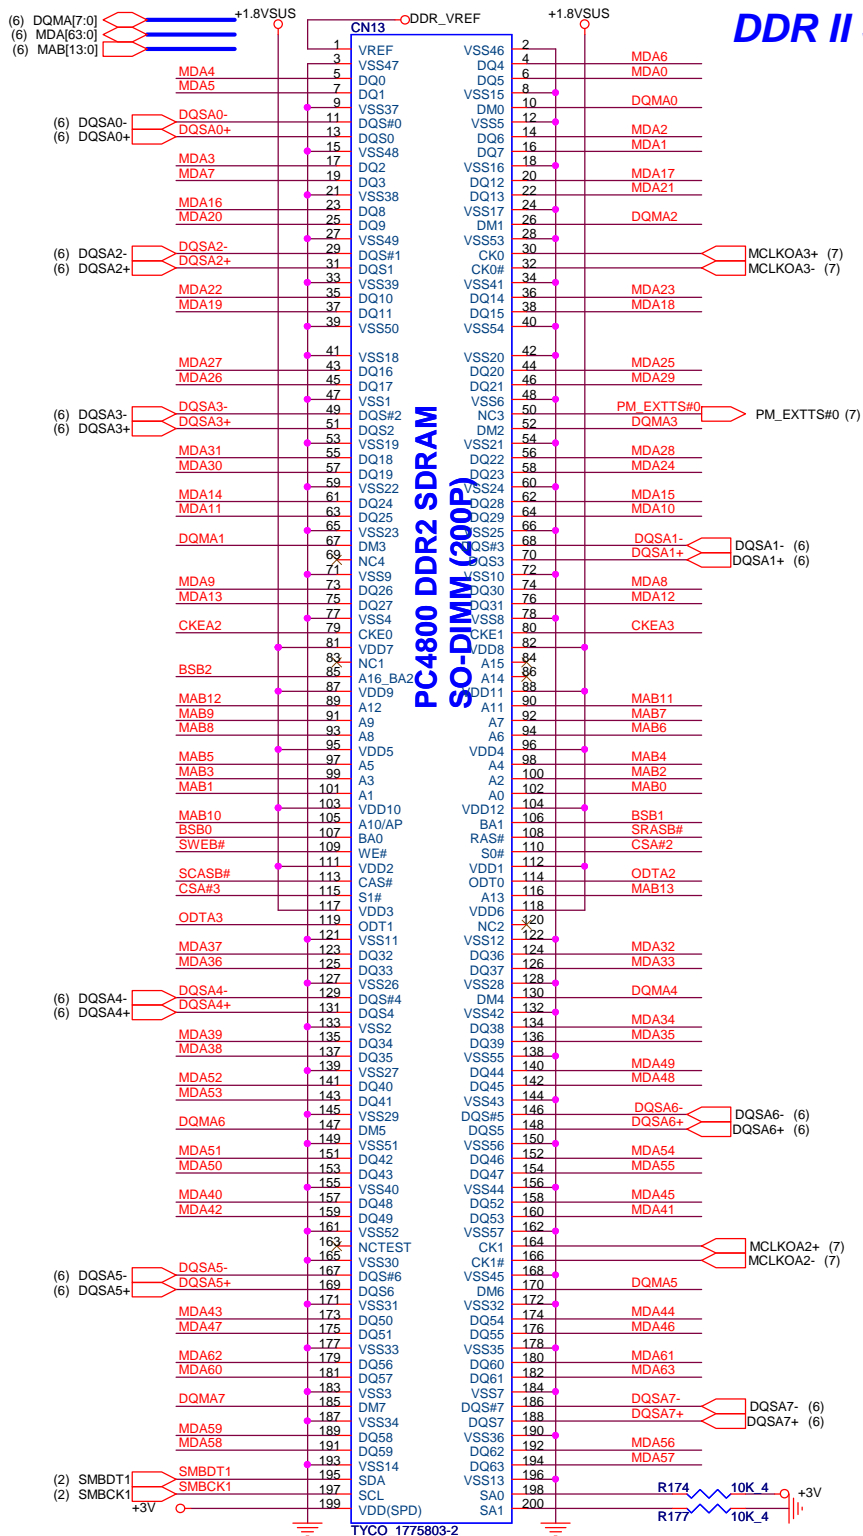 (6) DQMA[7:0]
(6) MDA[63:0]
(6) MAB[13:0]
+1.8VSUS
DDR_VREF
+1.8VSUS
DDR II
CN13
1 VREF VSS46 2
3 VSS47 DQ4 4 MDA6
MDA4 5 DQ0 DQ5 6 MDA0
MDA5 7 DQ1 VSS15 8
9 VSS37 DM0 10 DQMA0
(6) DQSA0- DQSA0- 11 DQS#0 VSS5 12
(6) DQSA0+ DQSA0+ 13 DQS0 DQ6 14 MDA2
15 VSS48 DQ7 16 MDA1
MDA3 17 DQ2 VSS16 18
MDA7 19 DQ3 DQ12 20 MDA17
21 VSS38 DQ13 22 MDA21
MDA16 23 DQ8 VSS17 24
MDA20 25 DQ9 DM1 26 DQMA2
27 VSS49 VSS53 28
(6) DQSA2- DQSA2- 29 DQS#1 CK0 30 MCLKOA3+ (7)
(6) DQSA2+ DQSA2+ 31 DQS1 CK0# 32 MCLKOA3- (7)
33 VSS39 VSS41 34
MDA22 35 DQ10 DQ14 36 MDA23
MDA19 37 DQ11 DQ15 38 MDA18
39 VSS50 VSS54 40
41 VSS18 VSS20 42
MDA27 43 DQ16 DQ20 44 MDA25
MDA26 45 DQ17 DQ21 46 MDA29
47 VSS1 VSS6 48
(6) DQSA3- DQSA3- 49 DQS#2 NC3 50 PM_EXTTS#0 PM_EXTTS#0 (7)
(6) DQSA3+ DQSA3+ 51 DQS2 DM2 52 DQMA3
53 VSS19 VSS21 54
MDA31 55 DQ18 DQ22 56 MDA28
MDA30 57 DQ19 DQ23 58 MDA24
59 VSS22 VSS24 60
MDA14 61 DQ24 DQ28 62 MDA15
MDA11 63 DQ25 DQ29 64 MDA10
65 VSS23 VSS25 66
DQMA1 67 DM3 DQS#3 68 DQSA1- DQSA1- (6)
69 NC4 DQS3 70 DQSA1+ DQSA1+ (6)
71 VSS9 VSS10 72
MDA9 73 DQ26 DQ30 74 MDA8
MDA13 75 DQ27 DQ31 76 MDA12
77 VSS4 VSS8 78
CKEA2 79 CKE0 CKE1 80 CKEA3
81 VDD7 VDD8 82
83 NC1 A15 84
BSB2 85 A16_BA2 A14 86
87 VDD9 VDD11 88
MAB12 89 A12 A11 90 MAB11
MAB9 91 A9 A7 92 MAB7
MAB8 93 A8 A6 94 MAB6
95 VDD5 VDD4 96
MAB5 97 A5 A4 98 MAB4
MAB3 99 A3 A2 100 MAB2
MAB1 101 A1 A0 102 MAB0
103 VDD10 VDD12 104
MAB10 105 A10/AP BA1 106 BSB1
BSB0 107 BA0 RAS# 108 SRASB#
SWEB# 109 WE# S0# 110 CSA#2
111 VDD2 VDD1 112
SCASB# 113 CAS# ODT0 114 ODTA2
CSA#3 115 S1# A13 116 MAB13
117 VDD3 VDD6 118
ODTA3 119 ODT1 NC2 120
121 VSS11 VSS12 122
MDA37 123 DQ32 DQ36 124 MDA32
MDA36 125 DQ33 DQ37 126 MDA33
127 VSS26 VSS28 128
(6) DQSA4- DQSA4- 129 DQS#4 DM4 130 DQMA4
(6) DQSA4+ DQSA4+ 131 DQS4 VSS42 132
133 VSS2 DQ38 134 MDA34
MDA39 135 DQ34 DQ39 136 MDA35
MDA38 137 DQ35 VSS55 138
139 VSS27 DQ44 140 MDA49
MDA52 141 DQ40 DQ45 142 MDA48
MDA53 143 DQ41 VSS43 144
145 VSS29 DQS#5 146 DQSA6- DQSA6- (6)
DQMA6 147 DM5 DQS5 148 DQSA6+ DQSA6+ (6)
149 VSS51 VSS56 150
MDA51 151 DQ42 DQ46 152 MDA54
MDA50 153 DQ43 DQ47 154 MDA55
155 VSS40 VSS44 156
MDA40 157 DQ48 DQ52 158 MDA45
MDA42 159 DQ49 DQ53 160 MDA41
161 VSS52 VSS57 162
163 NCTEST CK1 164 MCLKOA2+ (7)
165 VSS30 CK1# 166 MCLKOA2- (7)
(6) DQSA5- DQSA5- 167 DQS#6 VSS45 168
(6) DQSA5+ DQSA5+ 169 DQS6 DM6 170 DQMA5
171 VSS31 VSS32 172
MDA43 173 DQ50 DQ54 174 MDA44
MDA47 175 DQ51 DQ55 176 MDA46
177 VSS33 VSS35 178
MDA62 179 DQ56 DQ60 180 MDA61
MDA60 181 DQ57 DQ61 182 MDA63
183 VSS3 VSS7 184
DQMA7 185 DM7 DQS#7 186 DQSA7- DQSA7- (6)
187 VSS34 DQS7 188 DQSA7+ DQSA7+ (6)
MDA59 189 DQ58 VSS36 190
MDA58 191 DQ59 DQ62 192 MDA56
193 VSS14 DQ63 194 MDA57
(2) SMBDT1 SMBDT1 195 SDA VSS13 196
(2) SMBCK1 SMBCK1 197 SCL SA0 198 R174 10K_4 +3V
+3V 199 VDD(SPD) SA1 200 R177 10K_4
PC4800 DDR2 SDRAM
SO-DIMM (200P)
TYCO 1775803-2